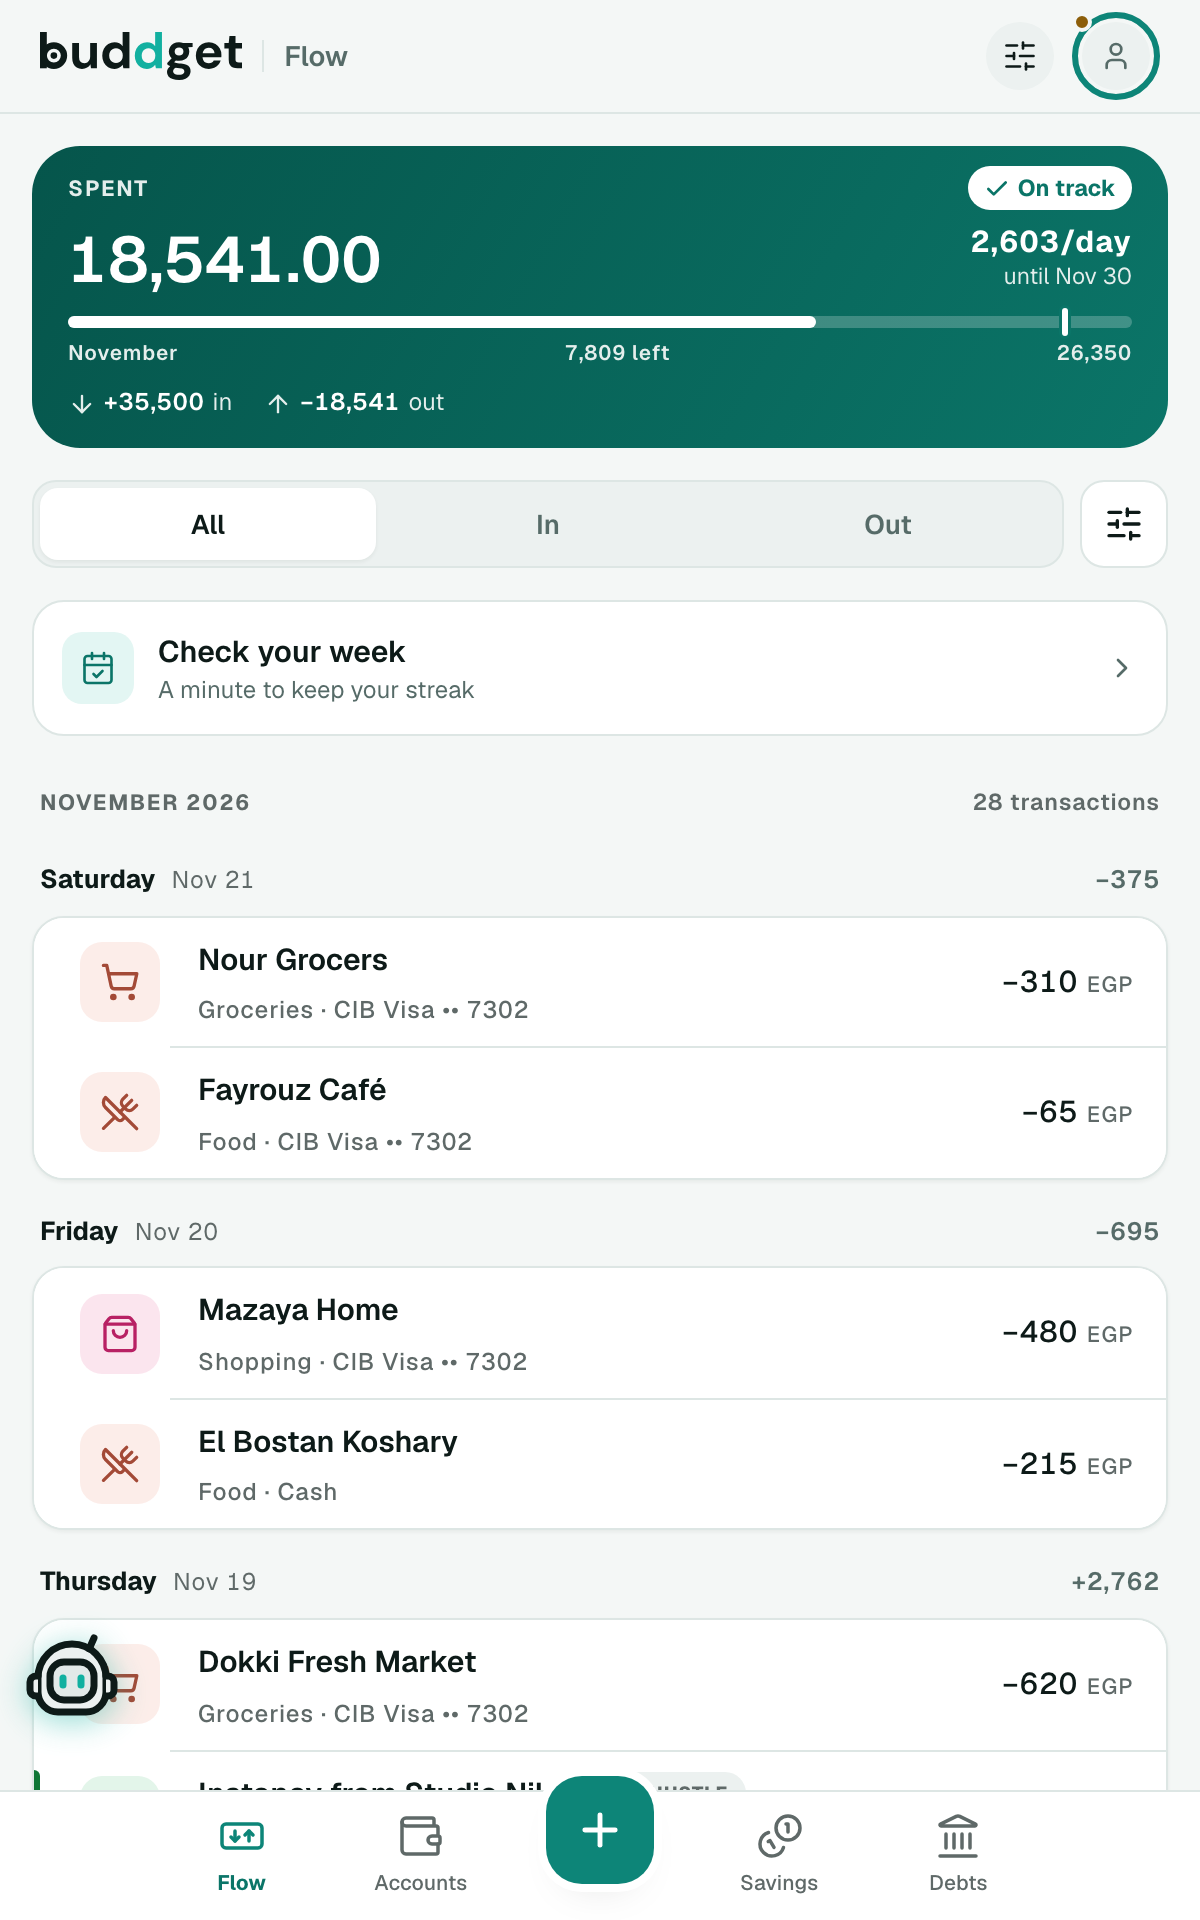 buddget
Flow
SPENT
On track
18,541.00
2,603/day
until Nov 30
November
7,809 left
26,350
+35,500 in
−18,541 out
All
In
Out
Check your week
A minute to keep your streak
NOVEMBER 2026
28 transactions
Saturday Nov 21
−375
Nour Grocers
Groceries · CIB Visa •• 7302
−310 EGP
Fayrouz Café
Food · CIB Visa •• 7302
−65 EGP
Friday Nov 20
−695
Mazaya Home
Shopping · CIB Visa •• 7302
−480 EGP
El Bostan Koshary
Food · Cash
−215 EGP
Thursday Nov 19
+2,762
Dokki Fresh Market
Groceries · CIB Visa •• 7302
−620 EGP
from Studio
Flow
Accounts
Savings
Debts